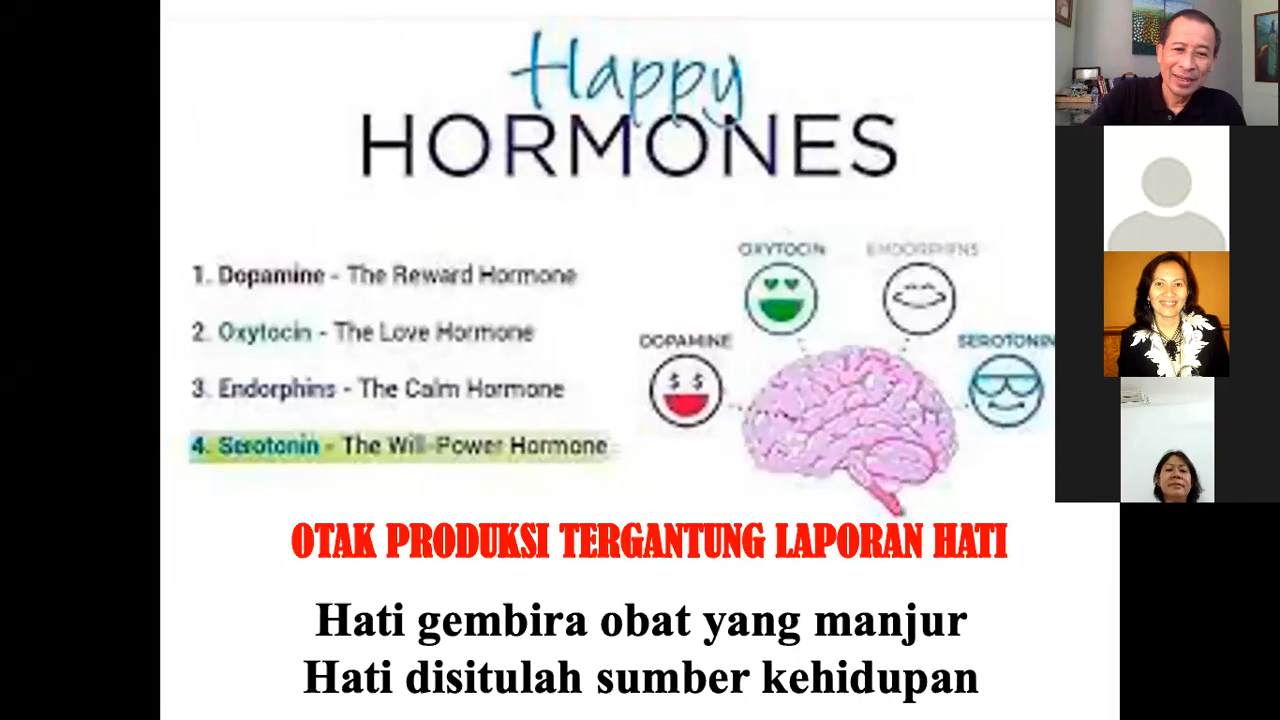 Happy
HORMONES
1. Dopamine - The Reward Hormone
2. Oxytocin - The Love Hormone
3. Endorphins - The Calm Hormone
4. Serotonin - The Will-Power Hormone
OXYTOCIN
ENDORPHINS
DOPAMINE
SEROTONIN
OTAK PRODUKSI TERGANTUNG LAPORAN HATI
Hati gembira obat yang manjur
Hati disitulah sumber kehidupan